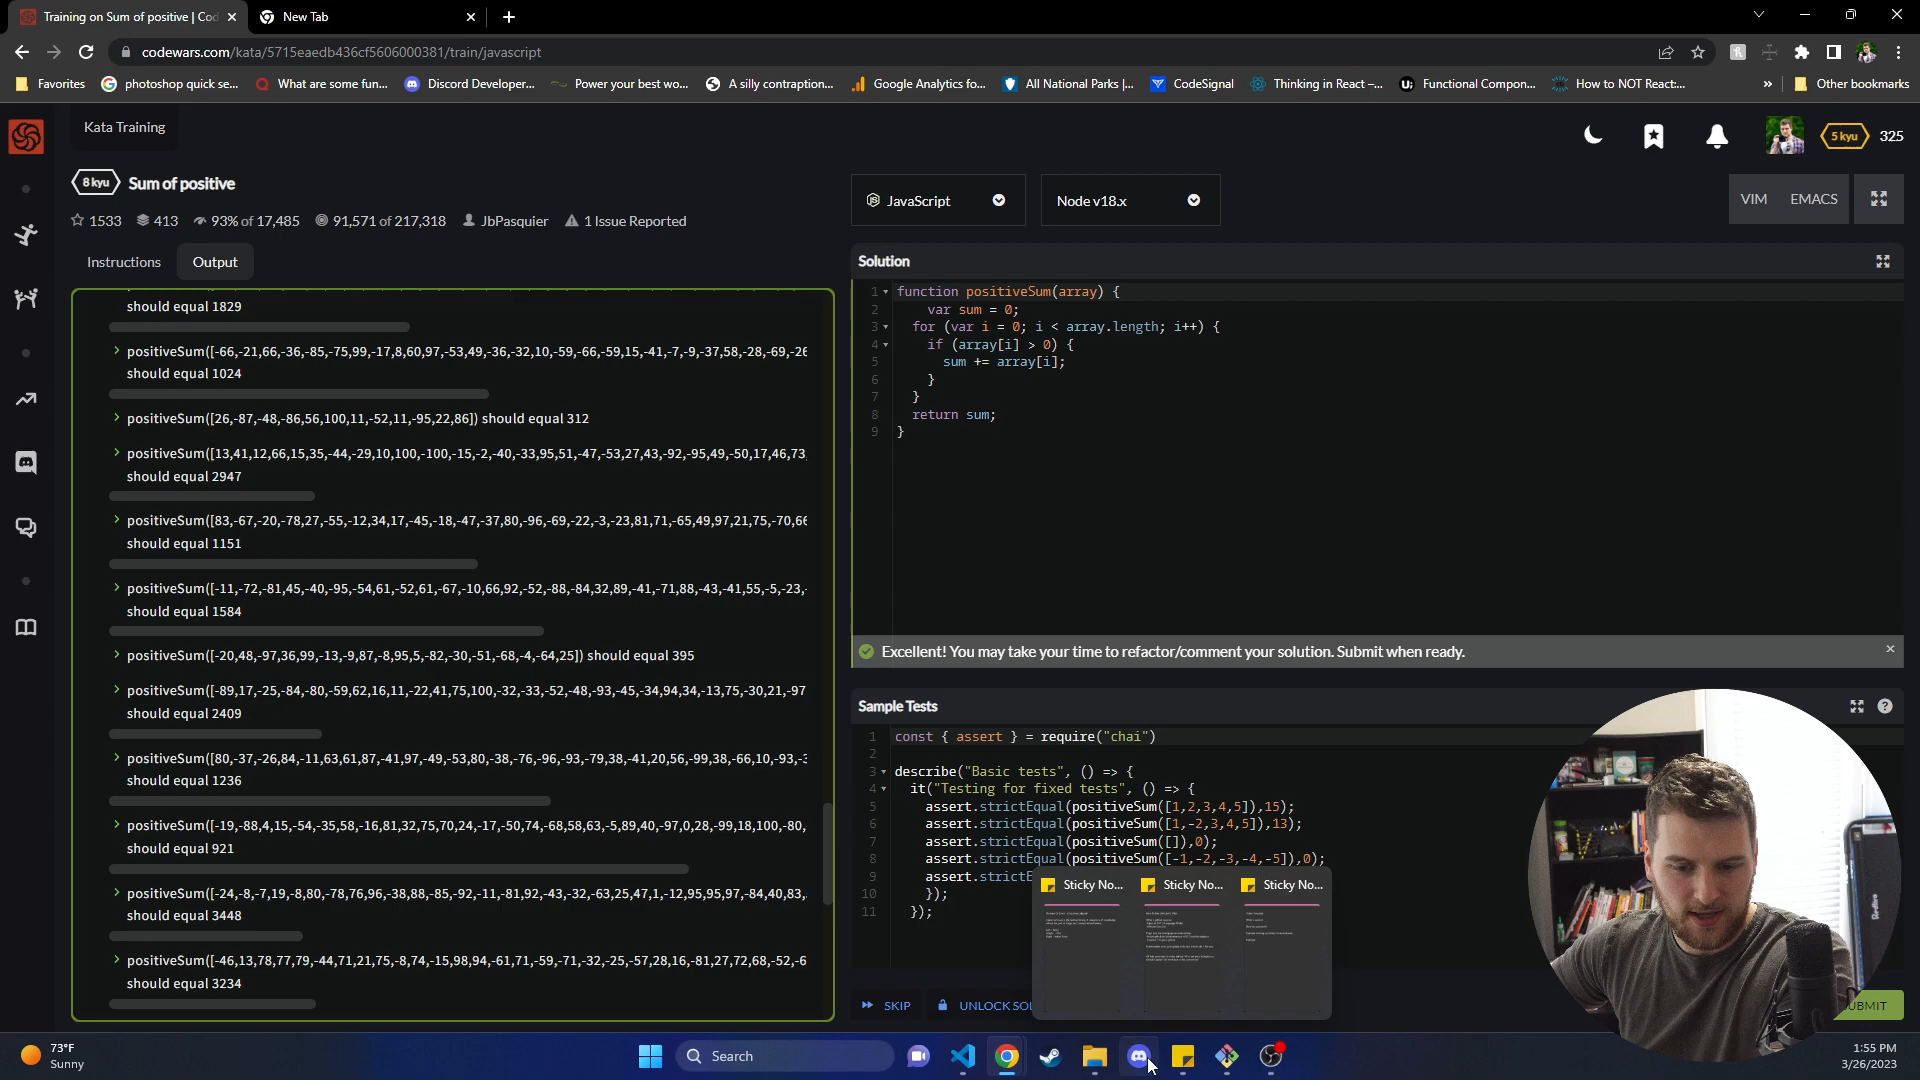 Training on Sum of positive | Cod
New Tab
codewars.com/kata/5715eaedb436cf5606000381/train/javascript
Favorites
photoshop quick se...
What are some fun...
Discord Developer...
Power your best wo...
A silly contraption...
Google Analytics fo...
All National Parks |...
CodeSignal
Thinking in React –...
Functional Compon...
How to NOT React:...
»
Other bookmarks
Kata Training
5 kyu
325
8 kyu
Sum of positive
1533
413
93% of 17,485
91,571 of 217,318
JbPasquier
1 Issue Reported
JavaScript
Node v18.x
VIM
EMACS
Instructions
Output
should equal 1829
positiveSum([-66,-21,66,-36,-85,-75,99,-17,8,60,97,-53,49,-36,-32,10,-59,-66,-59,15,-41,-7,-9,-37,58,-28,-69,-26
should equal 1024
positiveSum([26,-87,-48,-86,56,100,11,-52,11,-95,22,86]) should equal 312
positiveSum([13,41,12,66,15,35,-44,-29,10,100,-100,-15,-2,-40,-33,95,51,-47,-53,27,43,-92,-95,49,-50,17,46,73,
should equal 2947
positiveSum([83,-67,-20,-78,27,-55,-12,34,17,-45,-18,-47,-37,80,-96,-69,-22,-3,-23,81,71,-65,49,97,21,75,-70,66
should equal 1151
positiveSum([-11,-72,-81,45,-40,-95,-54,61,-52,61,-67,-10,66,92,-52,-88,-84,32,89,-41,-71,88,-43,-41,55,-5,-23,-
should equal 1584
positiveSum([-20,48,-97,36,99,-13,-9,87,-8,95,5,-82,-30,-51,-68,-4,-64,25]) should equal 395
positiveSum([-89,17,-25,-84,-80,-59,62,16,11,-22,41,75,100,-32,-33,-52,-48,-93,-45,-34,94,34,-13,75,-30,21,-97
should equal 2409
positiveSum([80,-37,-26,84,-11,63,61,87,-41,97,-49,-53,80,-38,-76,-96,-93,-79,38,-41,20,56,-99,38,-66,10,-93,-3
should equal 1236
positiveSum([-19,-88,4,15,-54,-35,58,-16,81,32,75,70,24,-17,-50,74,-68,58,63,-5,89,40,-97,0,28,-99,18,100,-80,
should equal 921
positiveSum([-24,-8,-7,19,-8,80,-78,76,96,-38,88,-85,-92,-11,-81,92,-43,-32,-63,25,47,1,-12,95,95,97,-84,40,83,
should equal 3448
positiveSum([-46,13,78,77,79,-44,71,21,75,-8,74,-15,98,94,-61,71,-59,-71,-32,-25,-57,28,16,-81,27,72,68,-52,-6
should equal 3234
Solution
1 function positiveSum(array) {
2 var sum = 0;
3 for (var i = 0; i < array.length; i++) {
4 if (array[i] > 0) {
5 sum += array[i];
6 }
7 }
8 return sum;
9 }
Excellent! You may take your time to refactor/comment your solution. Submit when ready.
Sample Tests
1 const { assert } = require("chai")
2
3 describe("Basic tests", () => {
4 it("Testing for fixed tests", () => {
5 assert.strictEqual(positiveSum([1,2,3,4,5]),15);
6 assert.strictEqual(positiveSum([1,-2,3,4,5]),13);
7 assert.strictEqual(positiveSum([]),0);
8 assert.strictEqual(positiveSum([-1,-2,-3,-4,-5]),0);
9 assert.strictE
10 });
11 });
Sticky No...
Sticky No...
Sticky No...
SKIP
UNLOCK SOL
UBMIT
73°F
Sunny
Search
1:55 PM
3/26/2023